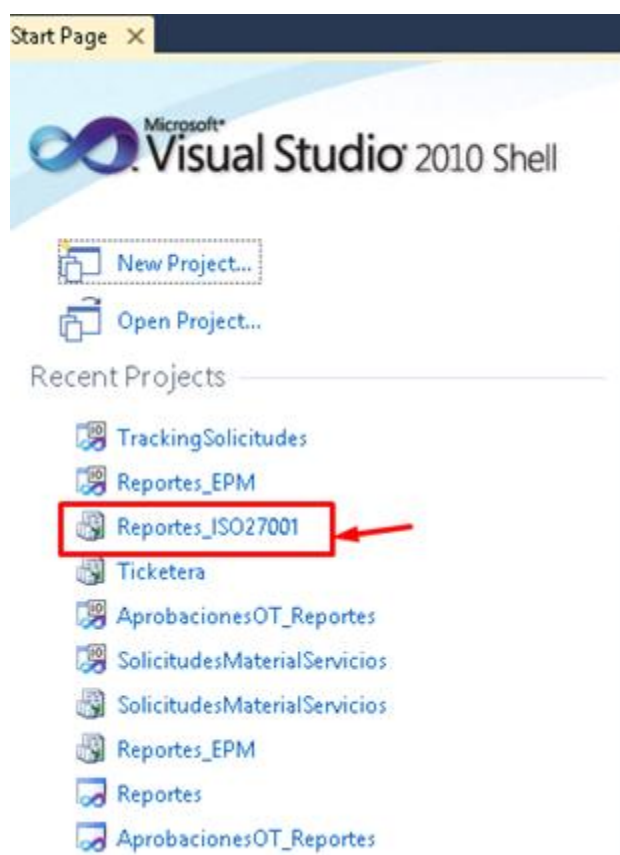 Start Page
Microsoft®
Visual Studio® 2010 Shell
New Project...
Open Project...
Recent Projects
TrackingSolicitudes
Reportes_EPM
Reportes_ISO27001
Ticketera
AprobacionesOT_Reportes
SolicitudesMaterialServicios
SolicitudesMaterialServicios
Reportes_EPM
Reportes
AprobacionesOT_Reportes